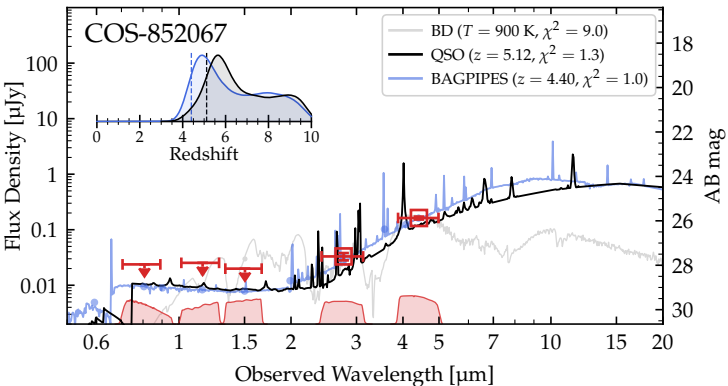 COS-852067
BD (T = 900 K, χ² = 9.0)
QSO (z = 5.12, χ² = 1.3)
BAGPIPES (z = 4.40, χ² = 1.0)
0 2 4 6 8 10
Redshift
100
10
1
0.1
0.01
Flux Density [μJy]
18
20
22
24
26
28
30
AB mag
0.6 1 1.5 2 3 4 5 7 10 15 20
Observed Wavelength [μm]